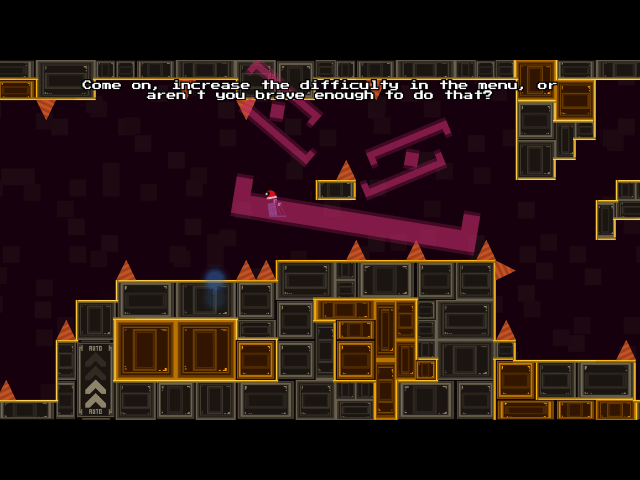 Come on, increase the difficulty in the menu, or
aren't you brave enough to do that?
AUTO
AUTO